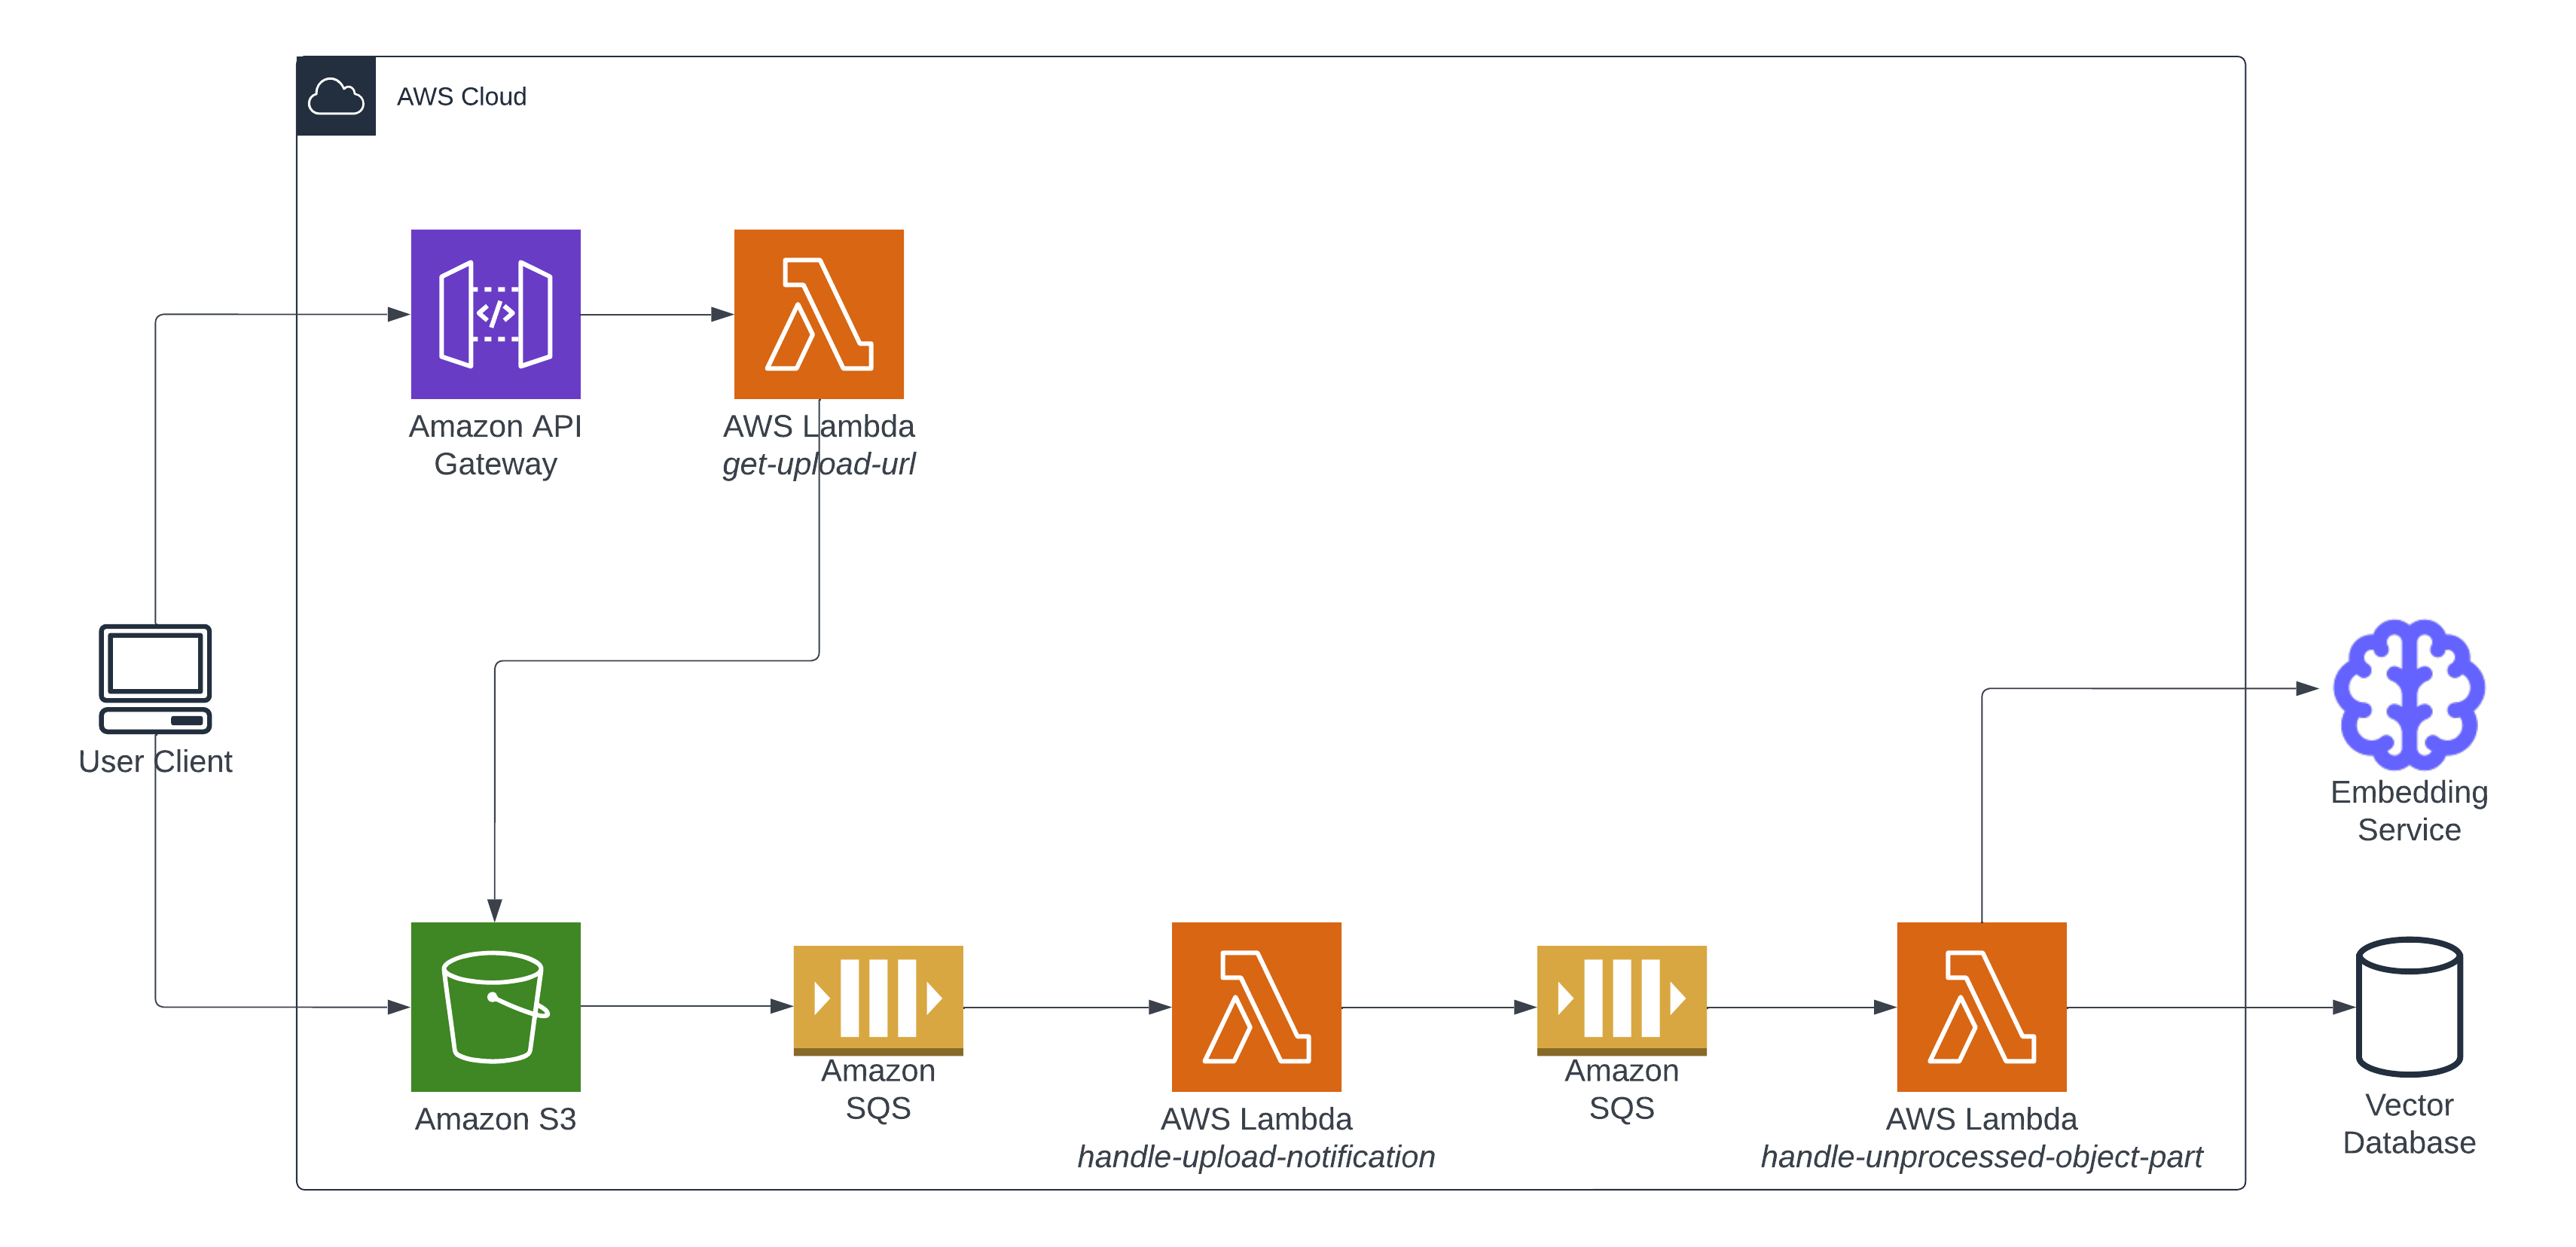 AWS Cloud
</>
Amazon API
Gateway
AWS Lambda
get-upload-url
User Client
Embedding
Service
Amazon S3
Amazon
SQS
AWS Lambda
handle-upload-notification
Amazon
SQS
AWS Lambda
handle-unprocessed-object-part
Vector
Database